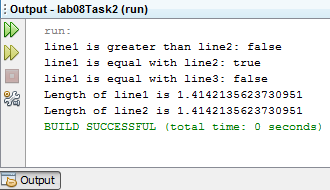 Output - lab08Task2 (run)
run:
line1 is greater than line2: false
line1 is equal with line2: true
line1 is equal with line3: false
Length of line1 is 1.4142135623730951
Length of line2 is 1.4142135623730951
BUILD SUCCESSFUL (total time: 0 seconds)
Output